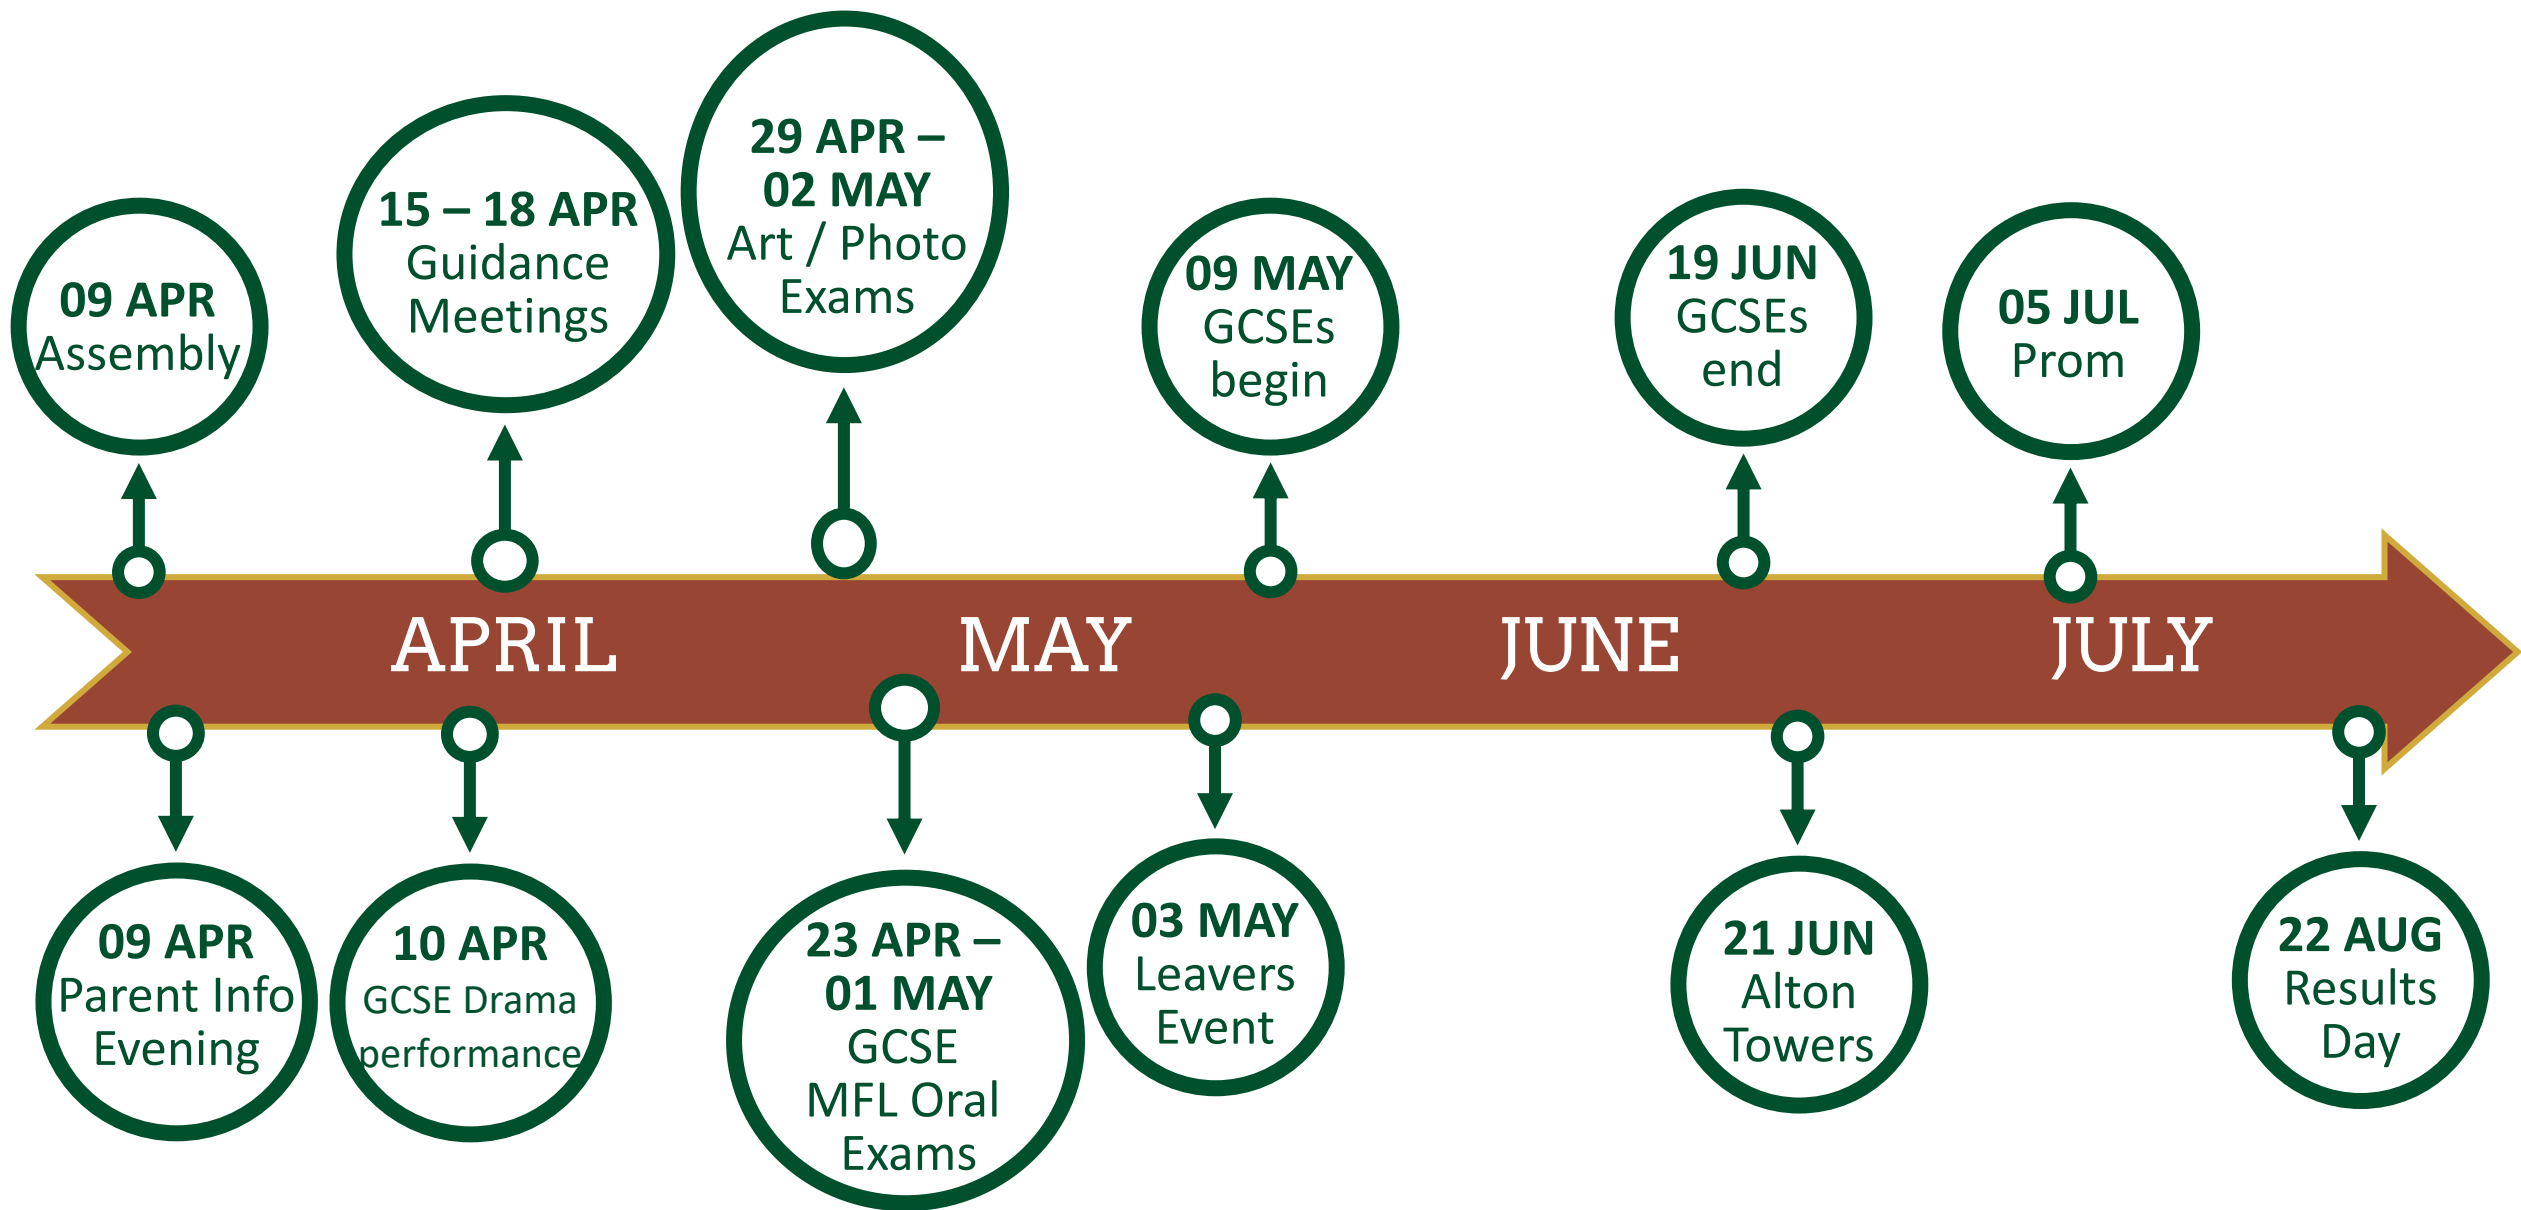 09 APR
Assembly
15 – 18 APR
Guidance
Meetings
29 APR –
02 MAY
Art / Photo
Exams
09 MAY
GCSEs
begin
19 JUN
GCSEs
end
05 JUL
Prom
APRIL
MAY
JUNE
JULY
09 APR
Parent Info
Evening
10 APR
GCSE Drama
performance
23 APR –
01 MAY
GCSE
MFL Oral
Exams
03 MAY
Leavers
Event
21 JUN
Alton
Towers
22 AUG
Results
Day